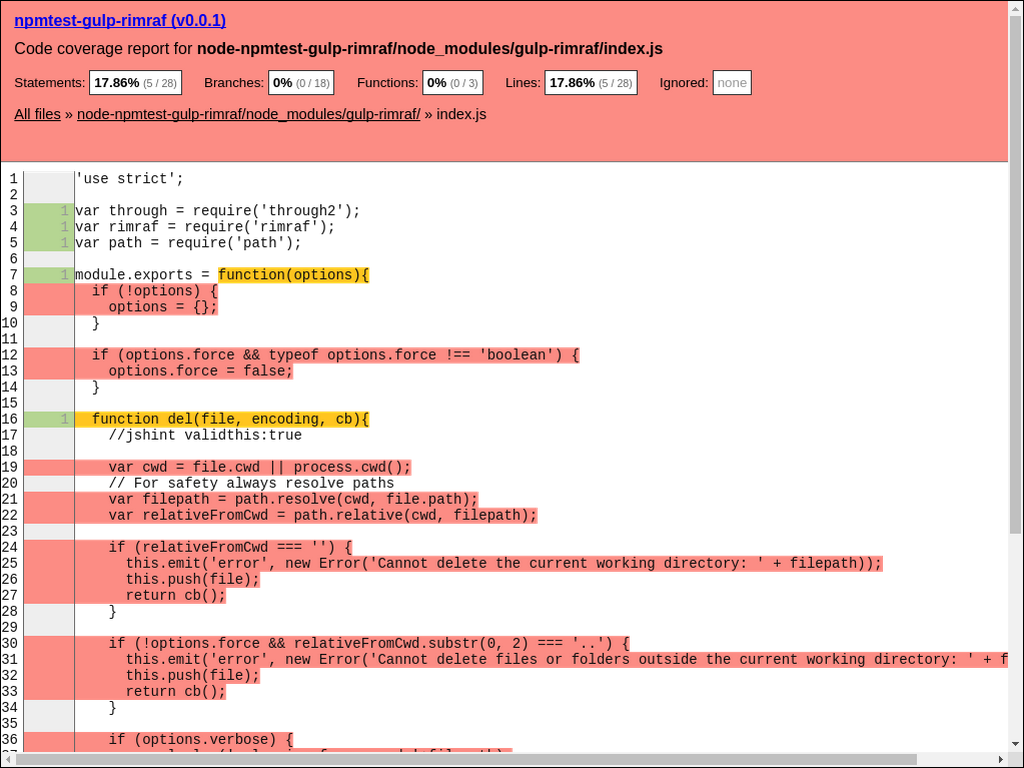 npmtest-gulp-rimraf (v0.0.1)
Code coverage report for node-npmtest-gulp-rimraf/node_modules/gulp-rimraf/index.js
Statements: 17.86% (5 / 28) Branches: 0% (0 / 18) Functions: 0% (0 / 3) Lines: 17.86% (5 / 28) Ignored: none
All files » node-npmtest-gulp-rimraf/node_modules/gulp-rimraf/ » index.js
1 'use strict';
2
3 1 var through = require('through2');
4 1 var rimraf = require('rimraf');
5 1 var path = require('path');
6
7 1 module.exports = function(options){
8 if (!options) {
9 options = {};
10 }
11
12 if (options.force && typeof options.force !== 'boolean') {
13 options.force = false;
14 }
15
16 1 function del(file, encoding, cb){
17 //jshint validthis:true
18
19 var cwd = file.cwd || process.cwd();
20 // For safety always resolve paths
21 var filepath = path.resolve(cwd, file.path);
22 var relativeFromCwd = path.relative(cwd, filepath);
23
24 if (relativeFromCwd === '') {
25 this.emit('error', new Error('Cannot delete the current working directory: ' + filepath));
26 this.push(file);
27 return cb();
28 }
29
30 if (!options.force && relativeFromCwd.substr(0, 2) === '..') {
31 this.emit('error', new Error('Cannot delete files or folders outside the current working directory: ' + f
32 this.push(file);
33 return cb();
34 }
35
36 if (options.verbose) {